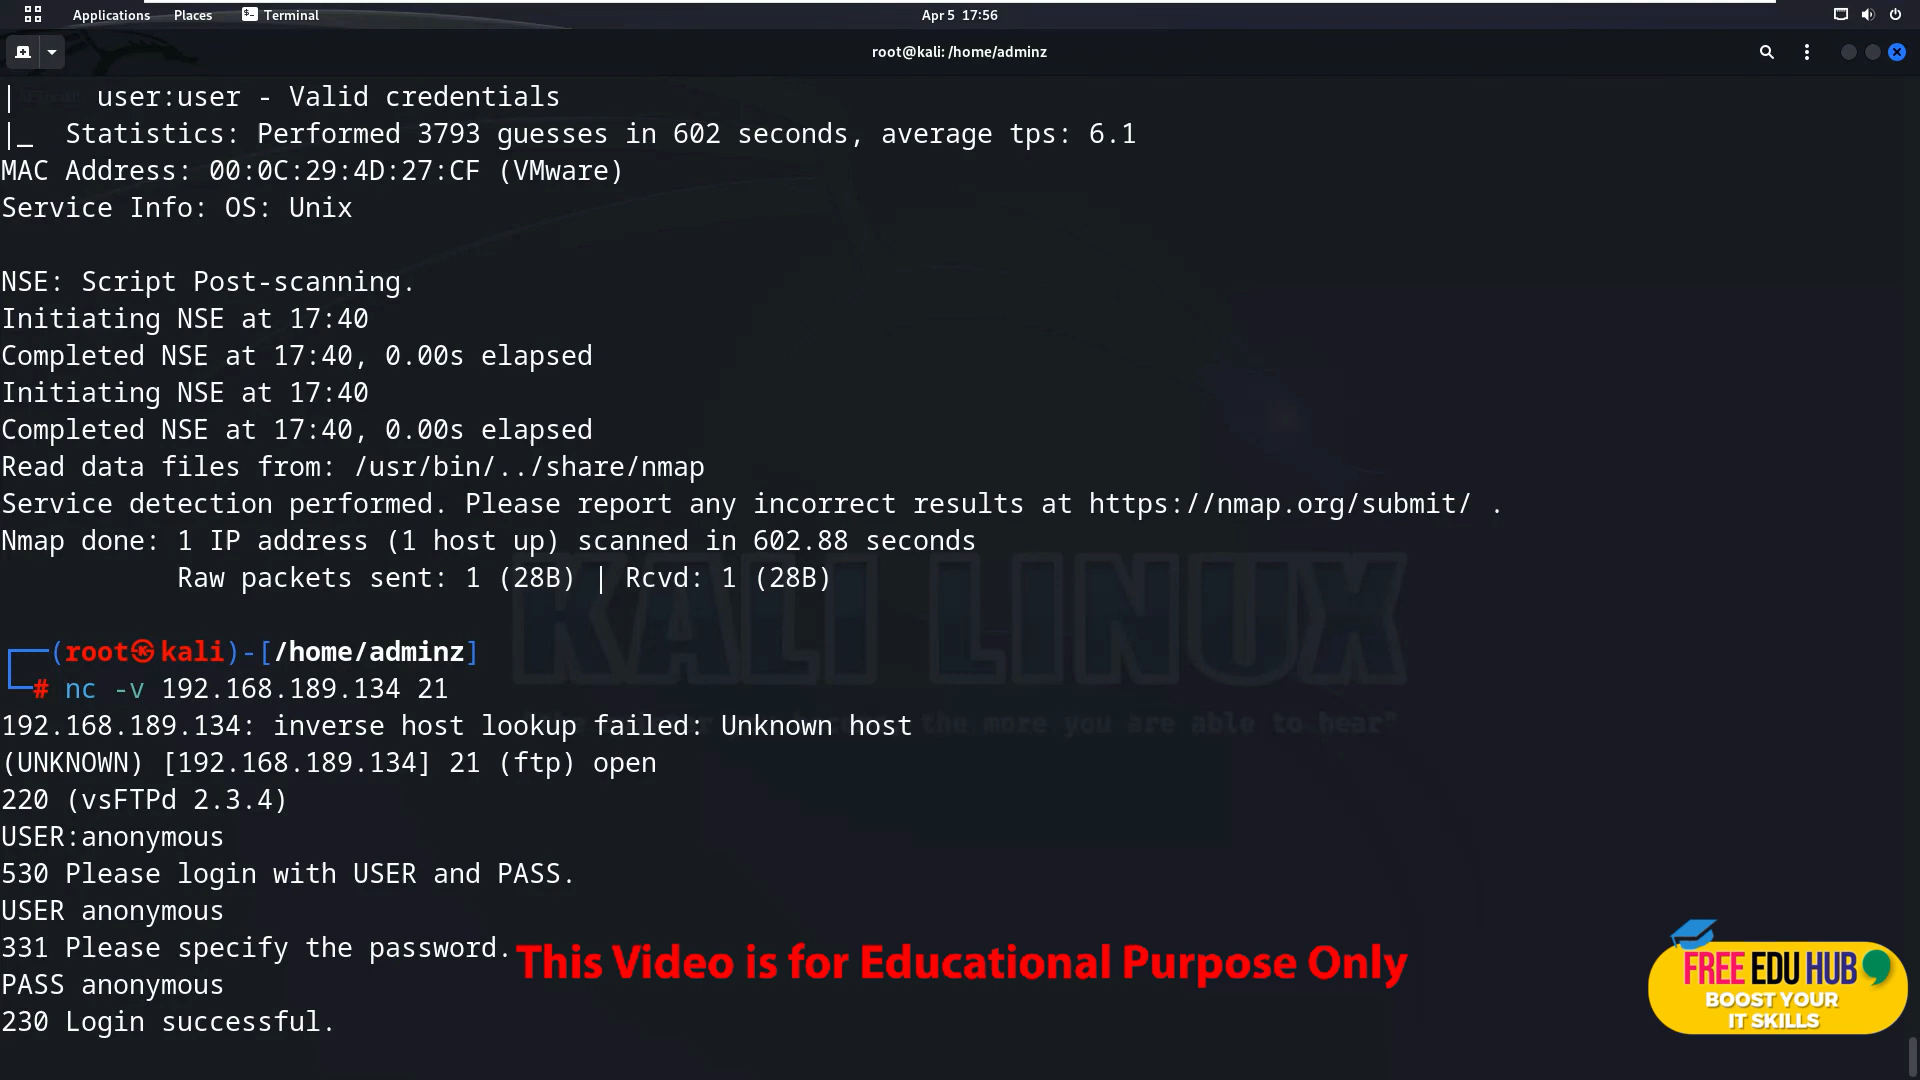 Applications Places Terminal Apr 5 17:56
root@kali: /home/adminz
| user:user - Valid credentials
|_ Statistics: Performed 3793 guesses in 602 seconds, average tps: 6.1
MAC Address: 00:0C:29:4D:27:CF (VMware)
Service Info: OS: Unix
NSE: Script Post-scanning.
Initiating NSE at 17:40
Completed NSE at 17:40, 0.00s elapsed
Initiating NSE at 17:40
Completed NSE at 17:40, 0.00s elapsed
Read data files from: /usr/bin/../share/nmap
Service detection performed. Please report any incorrect results at https://nmap.org/submit/ .
Nmap done: 1 IP address (1 host up) scanned in 602.88 seconds
Raw packets sent: 1 (28B) | Rcvd: 1 (28B)
KALI LINUX
the more you are able to hear"
┌──(root㉿kali)-[/home/adminz]
└─# nc -v 192.168.189.134 21
192.168.189.134: inverse host lookup failed: Unknown host
(UNKNOWN) [192.168.189.134] 21 (ftp) open
220 (vsFTPd 2.3.4)
USER:anonymous
530 Please login with USER and PASS.
USER anonymous
331 Please specify the password.
PASS anonymous
230 Login successful.
This Video is for Educational Purpose Only
FREE EDU HUB
BOOST YOUR
IT SKILLS